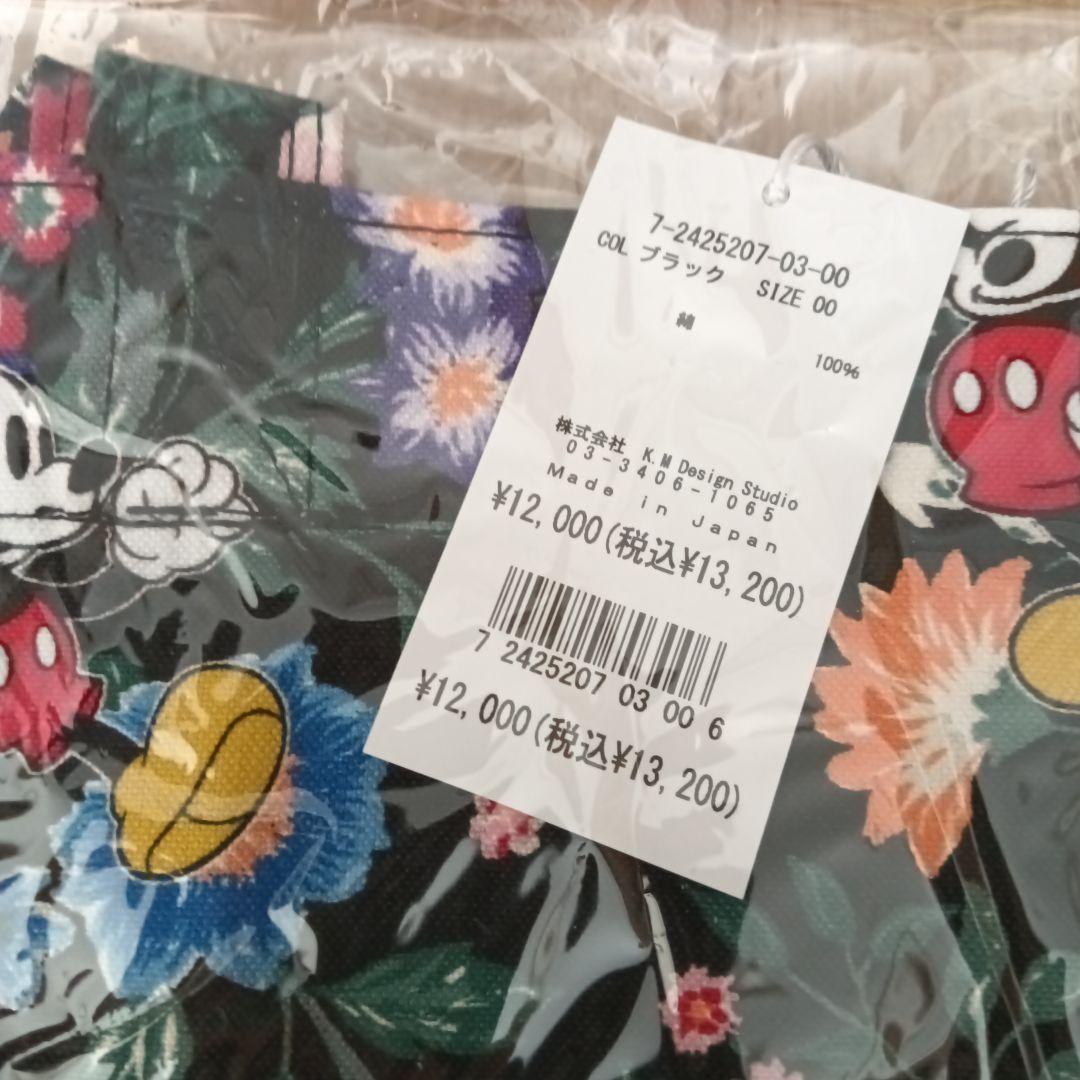 7-2425207-03-00
COL ブラック SIZE 00
綿
100%
株式会社 K.M Design Studio
03-3406-1065
Made in Japan
¥12,000(税込¥13,200)
7 2425207 03 00 6
¥12,000(税込¥13,200)